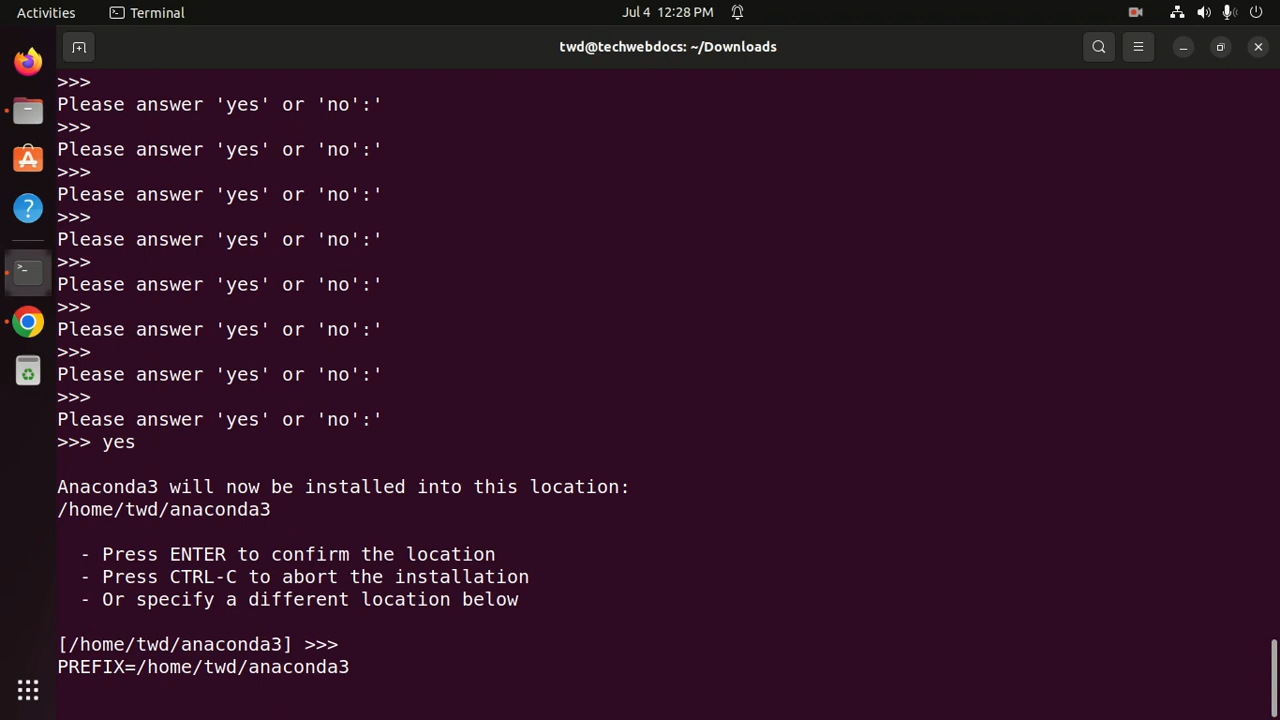 Activities
Terminal
Jul 4 12:28 PM
twd@techwebdocs: ~/Downloads
>>>
Please answer 'yes' or 'no':'
>>>
Please answer 'yes' or 'no':'
>>>
Please answer 'yes' or 'no':'
>>>
Please answer 'yes' or 'no':'
>>>
Please answer 'yes' or 'no':'
>>>
Please answer 'yes' or 'no':'
>>>
Please answer 'yes' or 'no':'
>>>
Please answer 'yes' or 'no':'
>>> yes
Anaconda3 will now be installed into this location:
/home/twd/anaconda3
- Press ENTER to confirm the location
- Press CTRL-C to abort the installation
- Or specify a different location below
[/home/twd/anaconda3] >>>
PREFIX=/home/twd/anaconda3